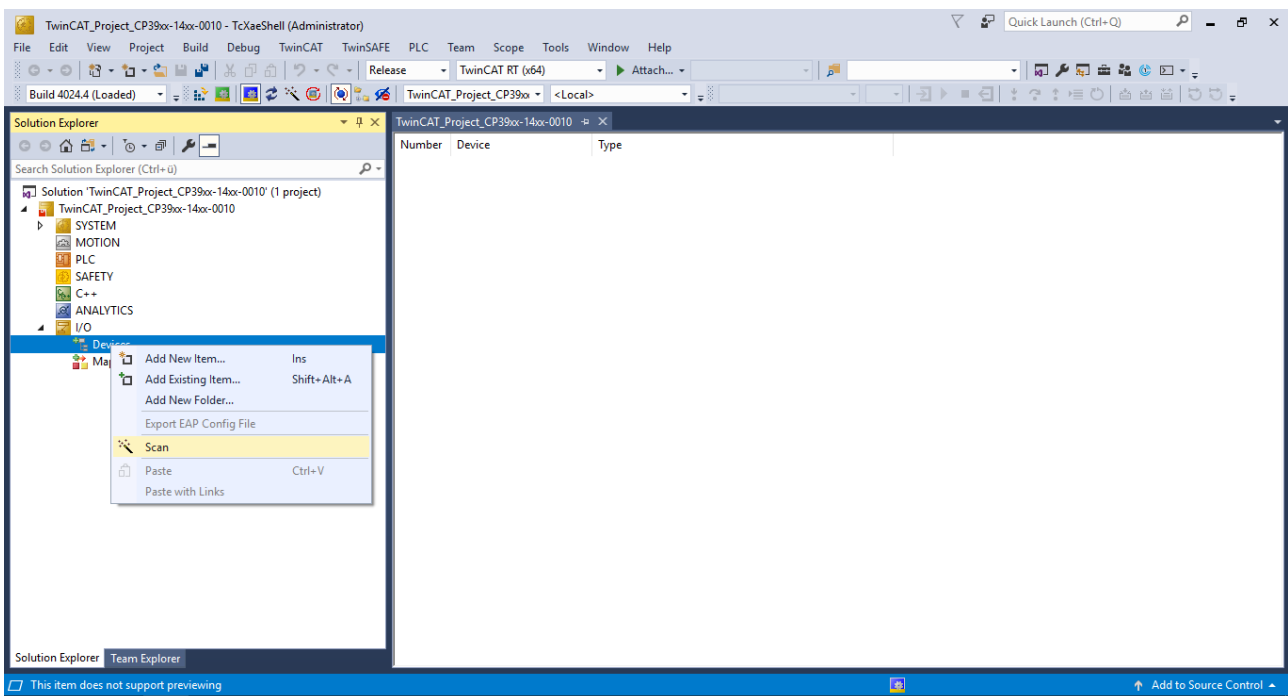 TwinCAT_Project_CP39xx-14xx-0010 - TcXaeShell (Administrator)
Quick Launch (Ctrl+Q)
File Edit View Project Build Debug TwinCAT TwinSAFE PLC Team Scope Tools Window Help
Release TwinCAT RT (x64) Attach...
Build 4024.4 (Loaded) TwinCAT_Project_CP39xx <Local>
Solution Explorer
TwinCAT_Project_CP39xx-14xx-0010
Number Device Type
Search Solution Explorer (Ctrl+ü)
Solution 'TwinCAT_Project_CP39xx-14xx-0010' (1 project)
TwinCAT_Project_CP39xx-14xx-0010
SYSTEM
MOTION
PLC
SAFETY
C++
ANALYTICS
I/O
Devices
Add New Item... Ins
Add Existing Item... Shift+Alt+A
Add New Folder...
Export EAP Config File
Scan
Paste Ctrl+V
Paste with Links
Solution Explorer Team Explorer
This item does not support previewing
Add to Source Control